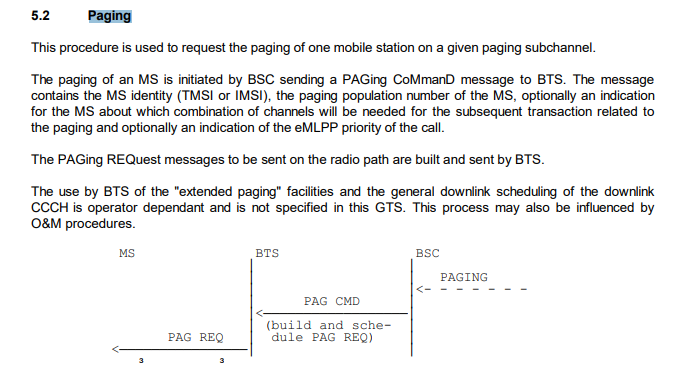 5.2 Paging
This procedure is used to request the paging of one mobile station on a given paging subchannel.
The paging of an MS is initiated by BSC sending a PAGing CoMmanD message to BTS. The message
contains the MS identity (TMSI or IMSI), the paging population number of the MS, optionally an indication
for the MS about which combination of channels will be needed for the subsequent transaction related to
the paging and optionally an indication of the eMLPP priority of the call.
The PAGing REQuest messages to be sent on the radio path are built and sent by BTS.
The use by BTS of the "extended paging" facilities and the general downlink scheduling of the downlink
CCCH is operator dependant and is not specified in this GTS. This process may also be influenced by
O&M procedures.
MS BTS BSC
PAGING
PAG CMD
(build and sche-
PAG REQ dule PAG REQ)
3 3